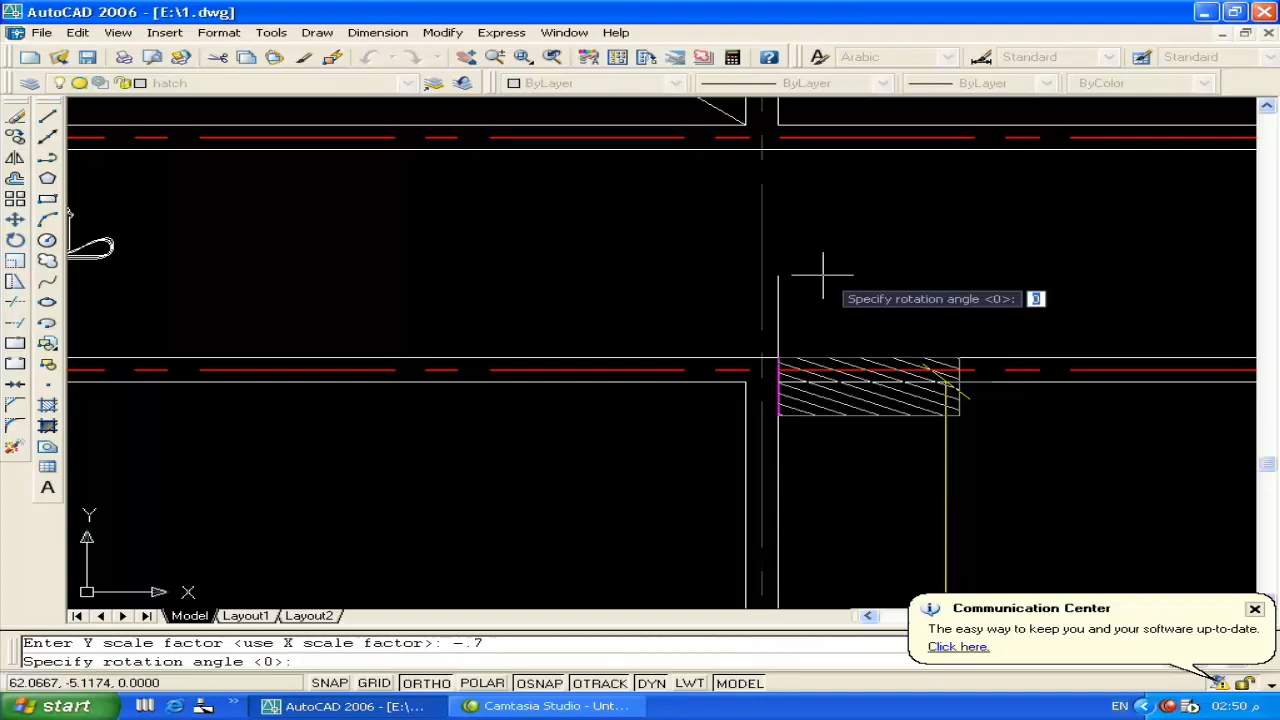 AutoCAD 2006 - [E:\1.dwg]
File Edit View Insert Format Tools Draw Dimension Modify Express Window Help
Arabic Standard Standard
hatch ByLayer ByLayer ByLayer ByColor
Specify rotation angle <0>: 0
Y
X
Model Layout1 Layout2
Communication Center
The easy way to keep you and your software up-to-date.
Click here.
Enter Y scale factor <use X scale factor>: -.7
Specify rotation angle <0>:
62.0667, -5.1174, 0.0000 SNAP GRID ORTHO POLAR OSNAP OTRACK DYN LWT MODEL
start AutoCAD 2006 - [E:\... Camtasia Studio - Unt... EN 02:50 م
A